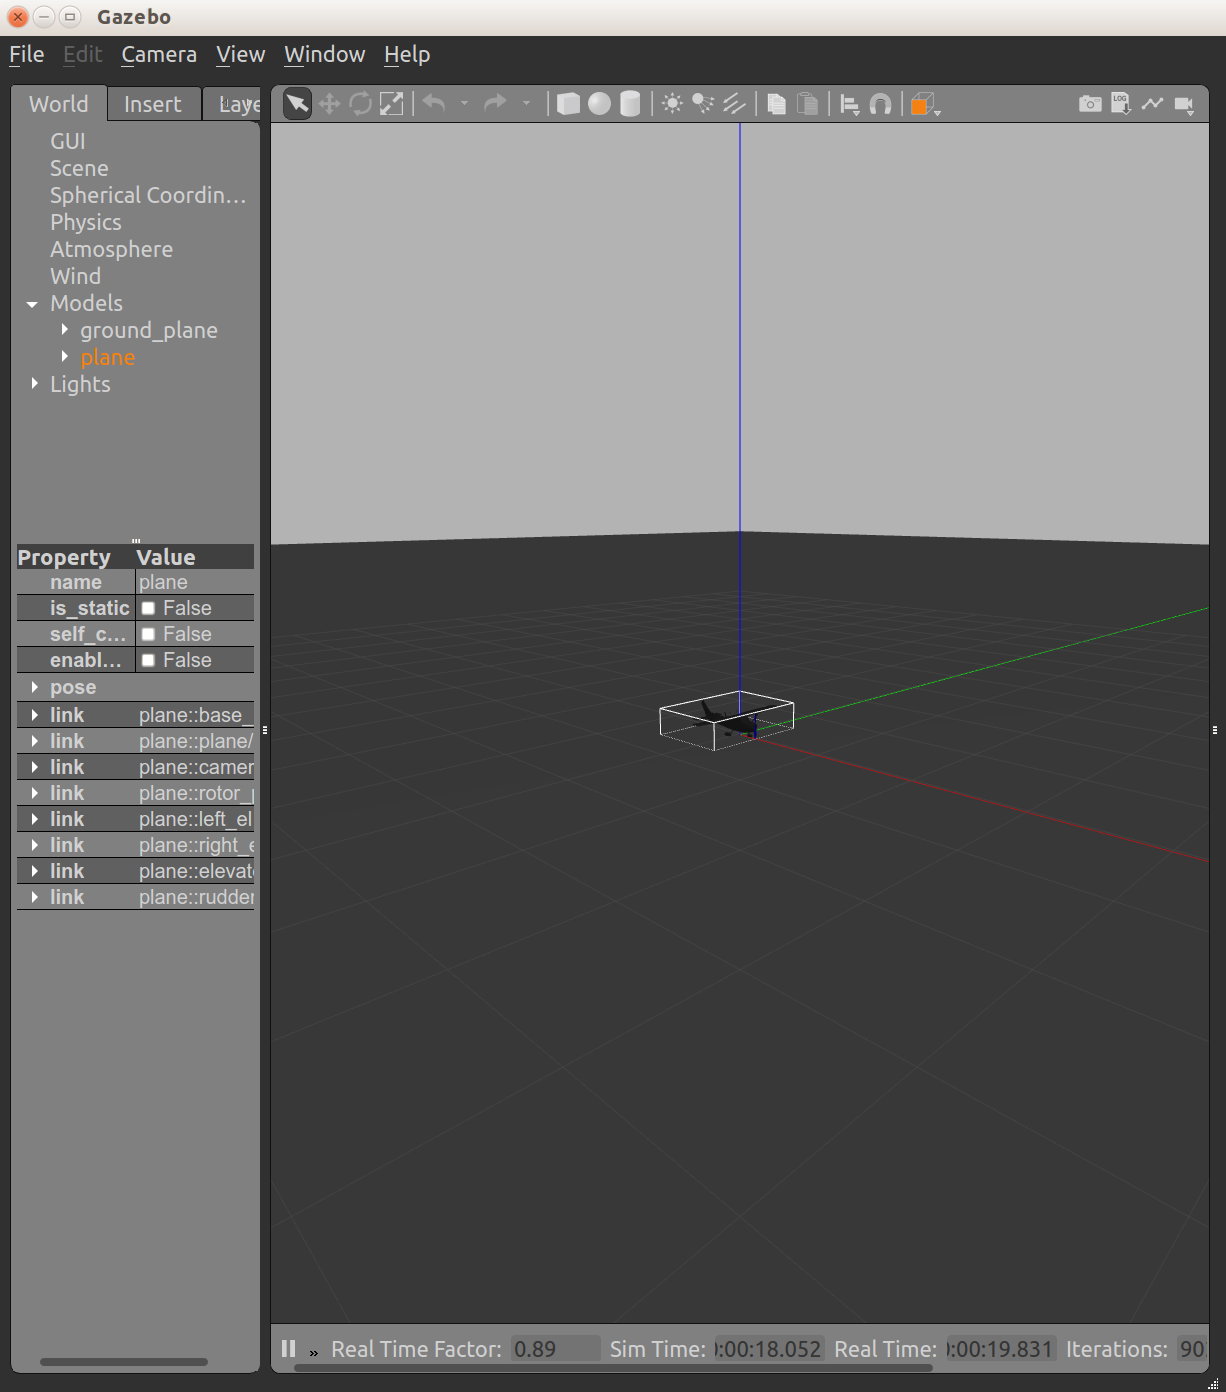 Gazebo
File Edit Camera View Window Help
World Insert Laye
LOG
GUI
Scene
Spherical Coordin...
Physics
Atmosphere
Wind
Models
ground_plane
plane
Lights
Property Value
name plane
is_static False
self_c... False
enabl... False
pose
link plane::base_
link plane::plane/
link plane::camer
link plane::rotor_
link plane::left_el
link plane::right_e
link plane::elevat
link plane::rudder
Real Time Factor: 0.89 Sim Time: :00:18.052 Real Time: :00:19.831 Iterations: 90